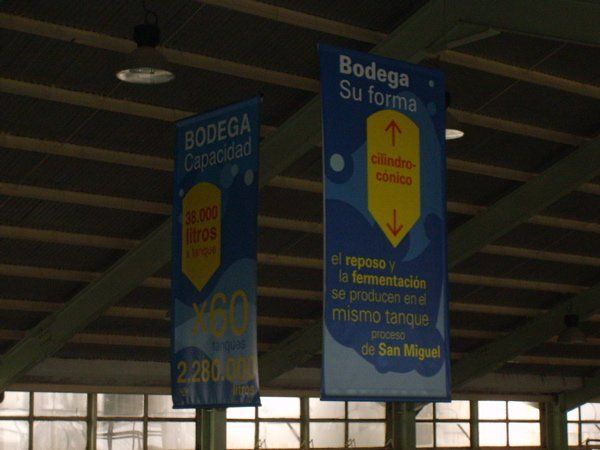 BODEGA
Capacidad
38.000
litros
x tanque
x60
tanques
2.280.000
litros
Bodega
Su forma
cilindro-
cónico
el reposo y
la fermentación
se producen en el
mismo tanque
proceso
de San Miguel